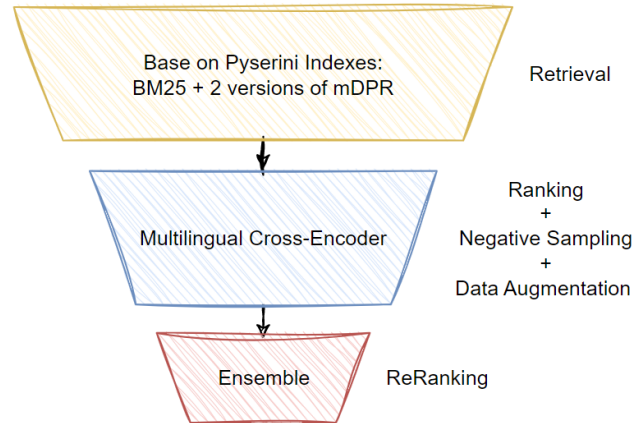 Base on Pyserini Indexes:
BM25 + 2 versions of mDPR
Retrieval
Multilingual Cross-Encoder
Ranking
+
Negative Sampling
+
Data Augmentation
Ensemble
ReRanking